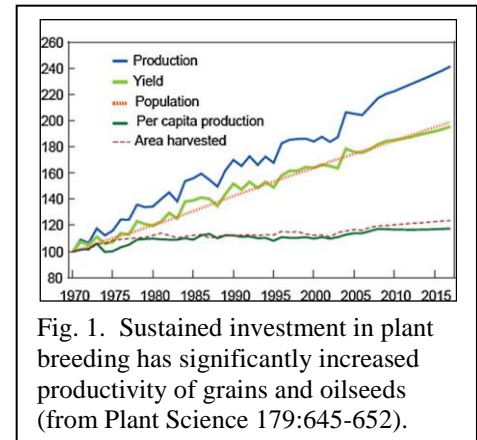 260
240
220
200
180
160
140
120
100
80
Production
Yield
Population
Per capita production
Area harvested
1970 1975 1980 1985 1990 1995 2000 2005 2010 2015
Fig. 1.  Sustained investment in plant
breeding has significantly increased
productivity of grains and oilseeds
(from Plant Science 179:645-652).